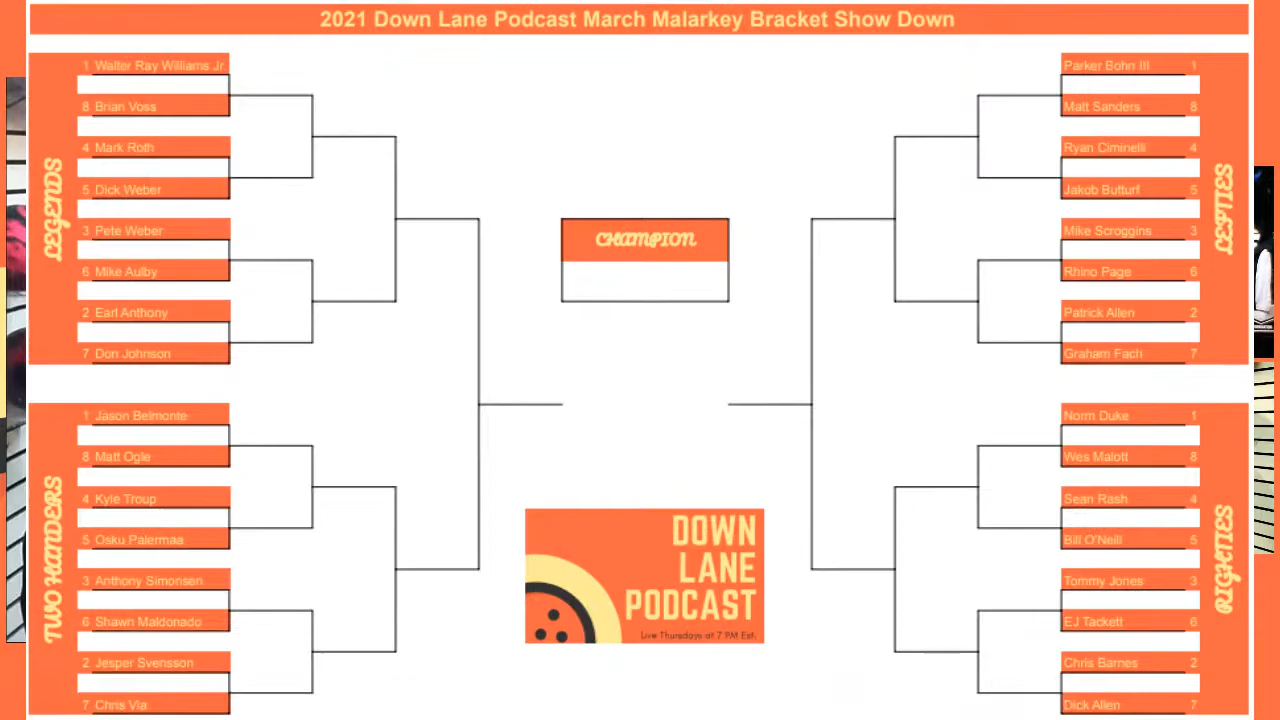 2021 Down Lane Podcast March Malarkey Bracket Show Down
LEGENDS
1 Walter Ray Williams Jr
8 Brian Voss
4 Mark Roth
5 Dick Weber
3 Pete Weber
6 Mike Aulby
2 Earl Anthony
7 Don Johnson
TWO HANDERS
1 Jason Belmonte
8 Matt Ogle
4 Kyle Troup
5 Osku Palermaa
3 Anthony Simonsen
6 Shawn Maldonado
2 Jesper Svensson
7 Chris Via
CHAMPION
DOWN
LANE
PODCAST
Live Thursdays at 7 PM Est.
Parker Bohn III 1
Matt Sanders 8
Ryan Ciminelli 4
Jakob Butturf 5
Mike Scroggins 3
Rhino Page 6
Patrick Allen 2
Graham Fach 7
LEFTIES
Norm Duke 1
Wes Malott 8
Sean Rash 4
Bill O'Neill 5
Tommy Jones 3
EJ Tackett 6
Chris Barnes 2
Dick Allen 7
RIGHTIES